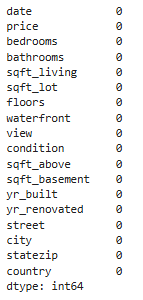 date 0
price 0
bedrooms 0
bathrooms 0
sqft_living 0
sqft_lot 0
floors 0
waterfront 0
view 0
condition 0
sqft_above 0
sqft_basement 0
yr_built 0
yr_renovated 0
street 0
city 0
statezip 0
country 0
dtype: int64